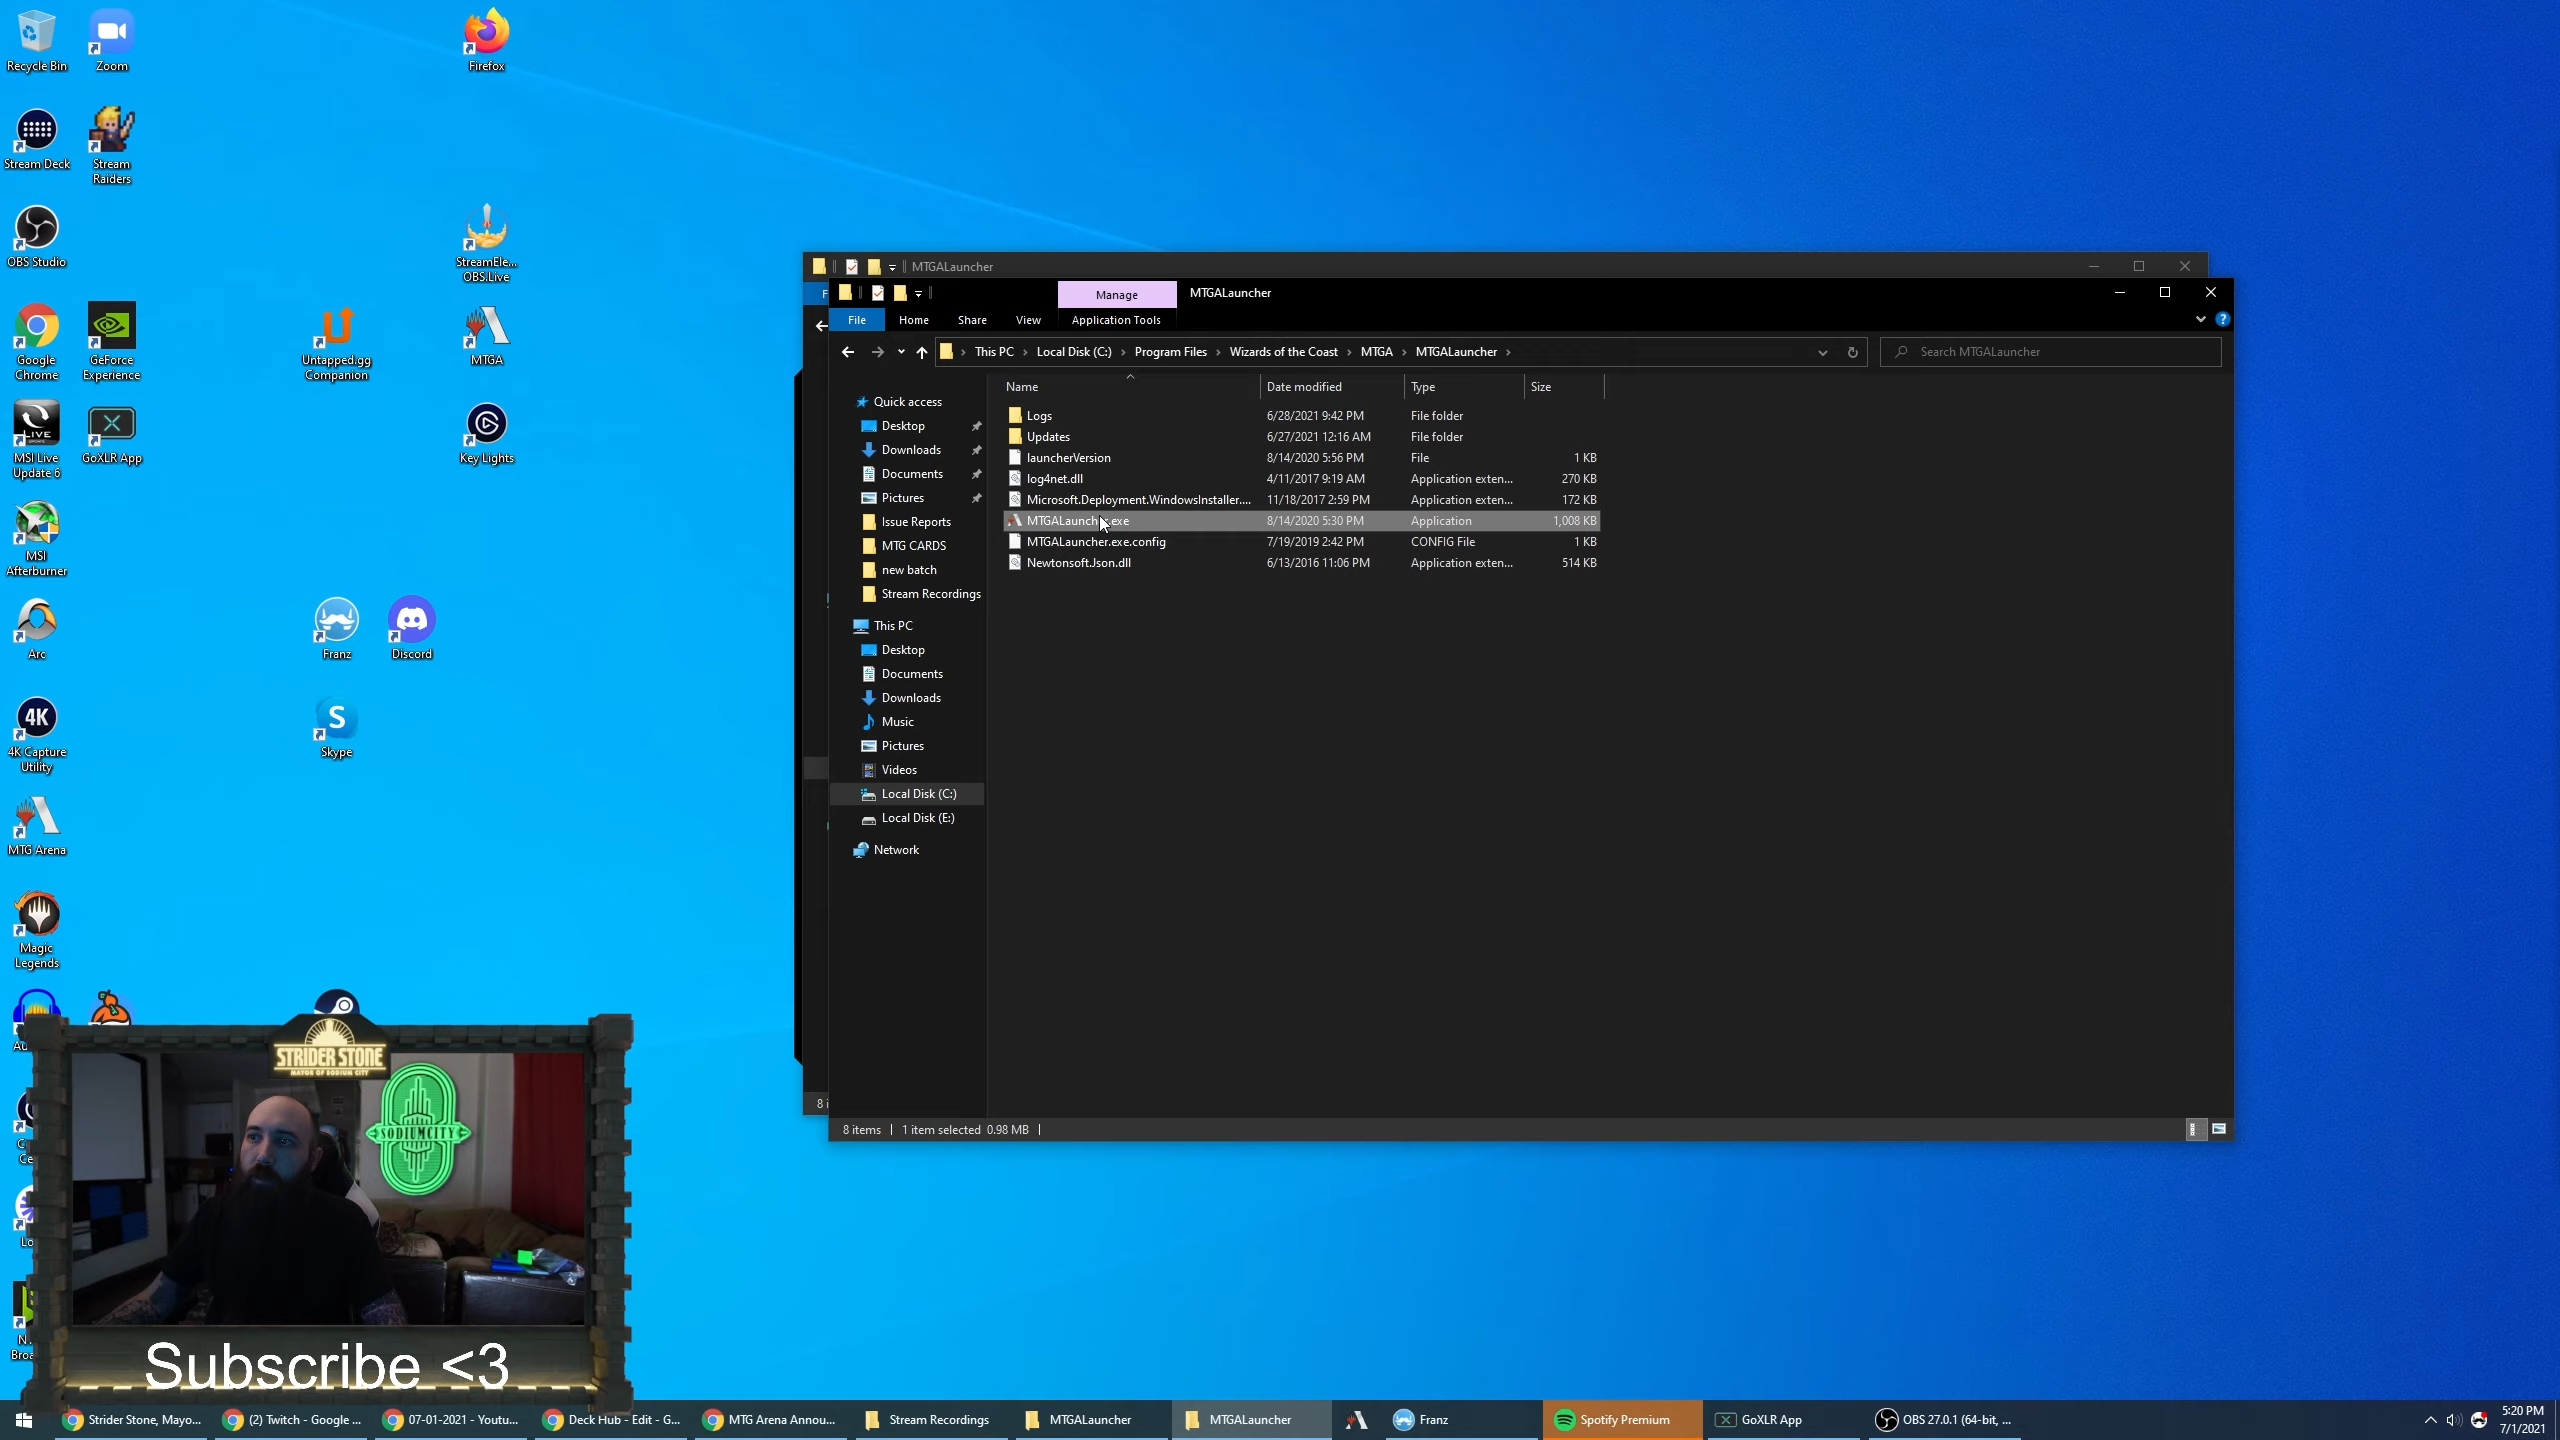 Recycle Bin
Zoom
Firefox
Stream Deck
Stream
Raiders
OBS Studio
StreamEle...
OBS.Live
Google
Chrome
GeForce
Experience
Untapped.gg
Companion
MTGA
LIVE
MSI Live
Update 6
GoXLR App
Key Lights
MSI
Afterburner
Arc
Franz
Discord
4K
4K Capture
Utility
S
Skype
MTG Arena
Magic
Legends
MTGALauncher
Manage
MTGALauncher
File
Home
Share
View
Application Tools
This PC
Local Disk (C:)
Program Files
Wizards of the Coast
MTGA
MTGALauncher
Search MTGALauncher
Name
Date modified
Type
Size
Logs 6/28/2021 9:42 PM File folder
Updates 6/27/2021 12:16 AM File folder
launcherVersion 8/14/2020 5:56 PM File 1 KB
log4net.dll 4/11/2017 9:19 AM Application exten... 270 KB
Microsoft.Deployment.WindowsInstaller.... 11/18/2017 2:59 PM Application exten... 172 KB
MTGALauncher.exe 8/14/2020 5:30 PM Application 1,008 KB
MTGALauncher.exe.config 7/19/2019 2:42 PM CONFIG File 1 KB
Newtonsoft.Json.dll 6/13/2016 11:06 PM Application exten... 514 KB
Quick access
Desktop
Downloads
Documents
Pictures
Issue Reports
MTG CARDS
new batch
Stream Recordings
This PC
Desktop
Documents
Downloads
Music
Pictures
Videos
Local Disk (C:)
Local Disk (E:)
Network
8 items
1 item selected 0.98 MB
STRIDER STONE
MAYOR OF SODIUM CITY
SODIUMCITY
Subscribe <3
Strider Stone, Mayo...
(2) Twitch - Google ...
07-01-2021 - Youtu...
Deck Hub - Edit - G...
MTG Arena Annou...
Stream Recordings
MTGALauncher
MTGALauncher
Franz
Spotify Premium
GoXLR App
OBS 27.0.1 (64-bit, ...
5:20 PM
7/1/2021